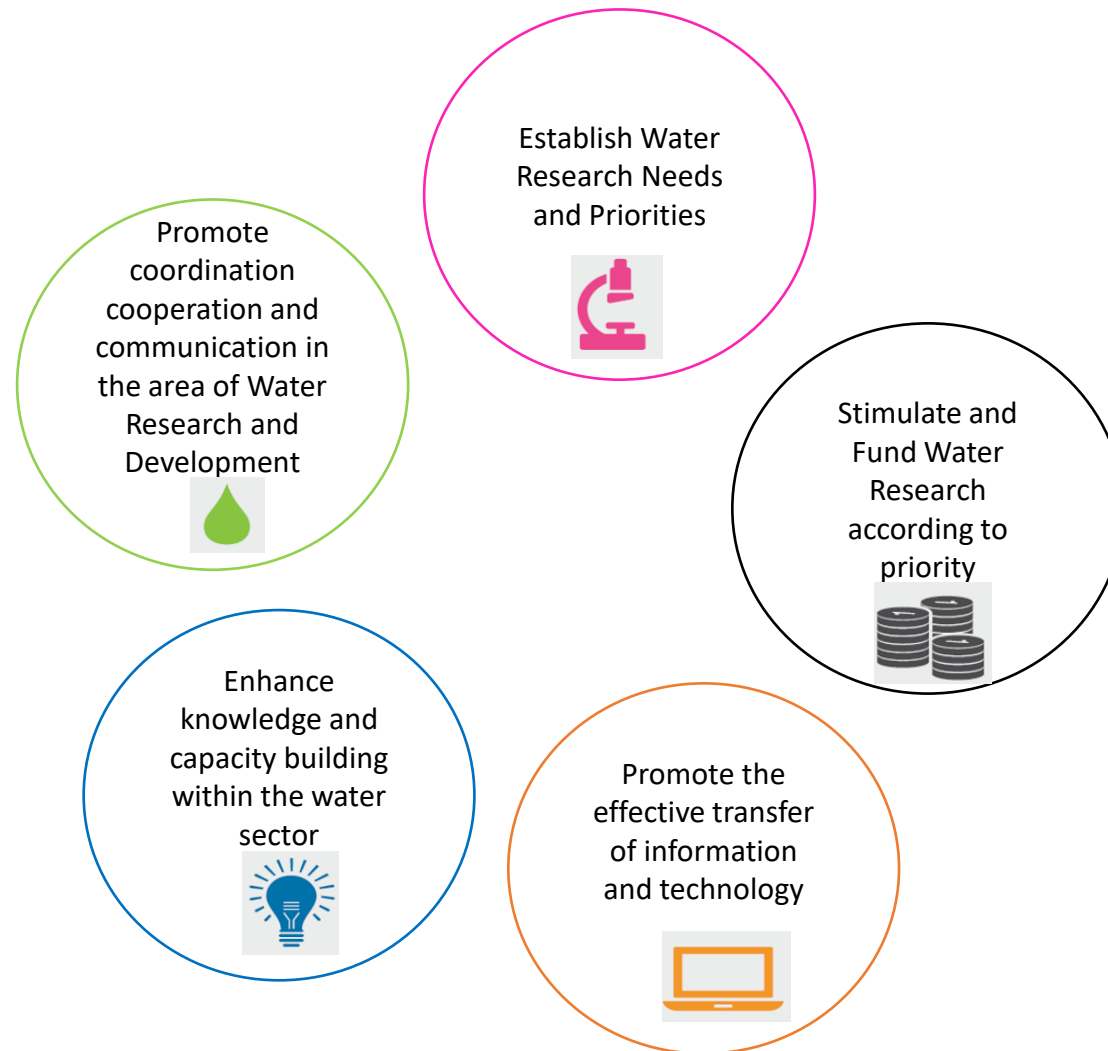 Establish Water
Research Needs
and Priorities
Promote
coordination
cooperation and
communication in
the area of Water
Research and
Development
Stimulate and
Fund Water
Research
according to
priority
Enhance
knowledge and
capacity building
within the water
sector
Promote the
effective transfer
of information
and technology